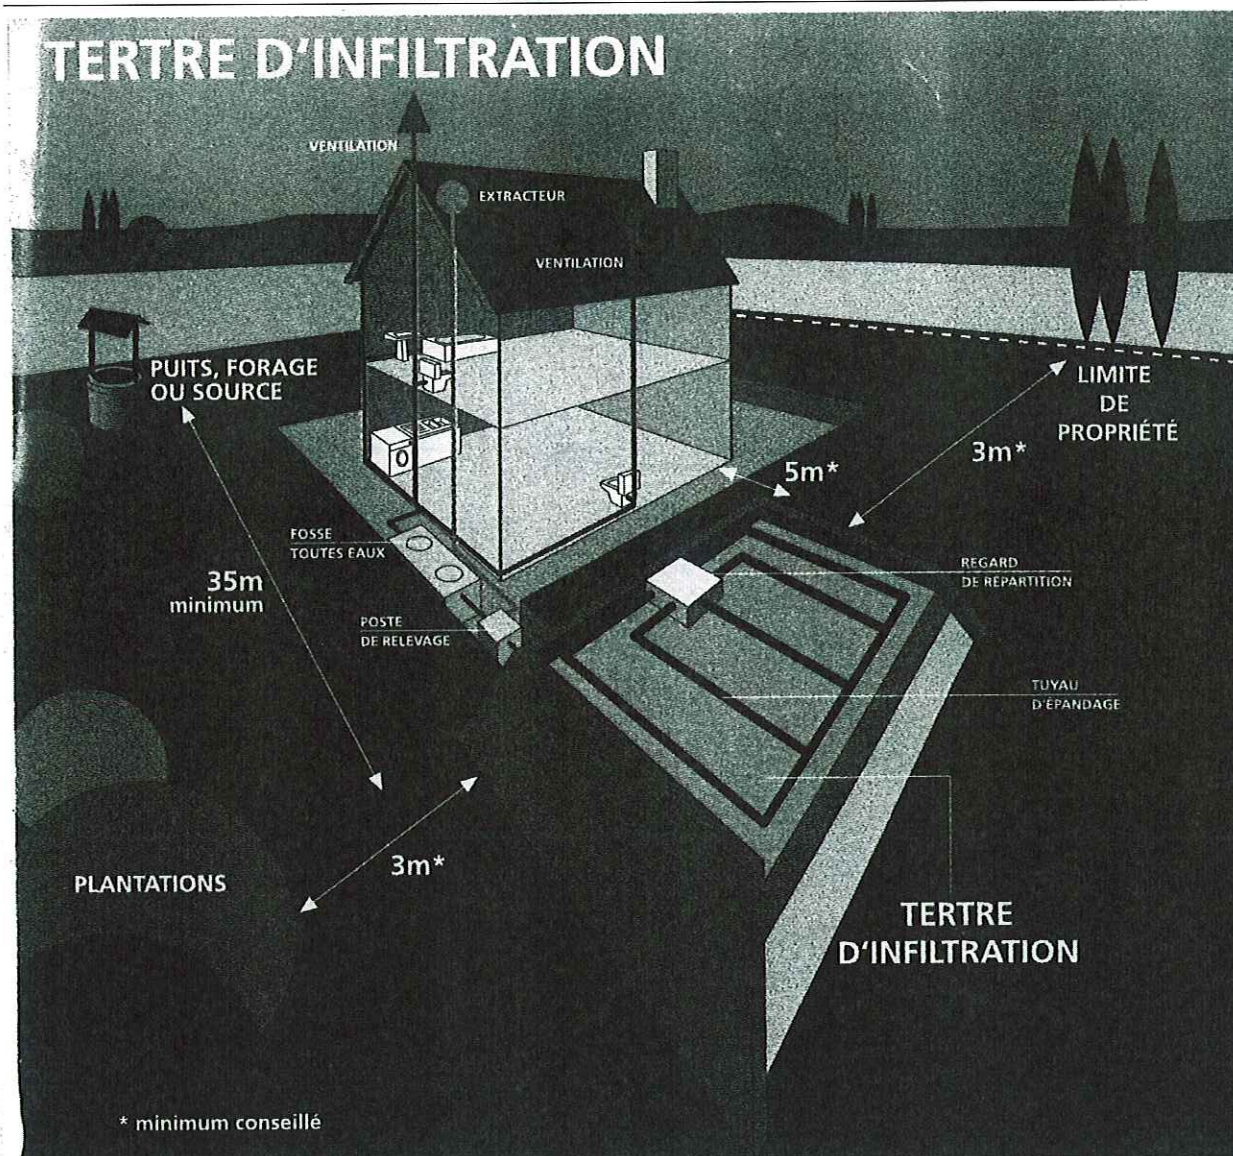 TERTRE D'INFILTRATION
VENTILATION
EXTRACTEUR
VENTILATION
PUITS, FORAGE
OU SOURCE
LIMITE
DE
PROPRIÉTÉ
3m*
5m*
FOSSE
TOUTES EAUX
REGARD
DE RÉPARTITION
35m
minimum
POSTE
DE RELEVAGE
TUYAU
D'ÉPANDAGE
3m*
PLANTATIONS
TERTRE
D'INFILTRATION
* minimum conseillé